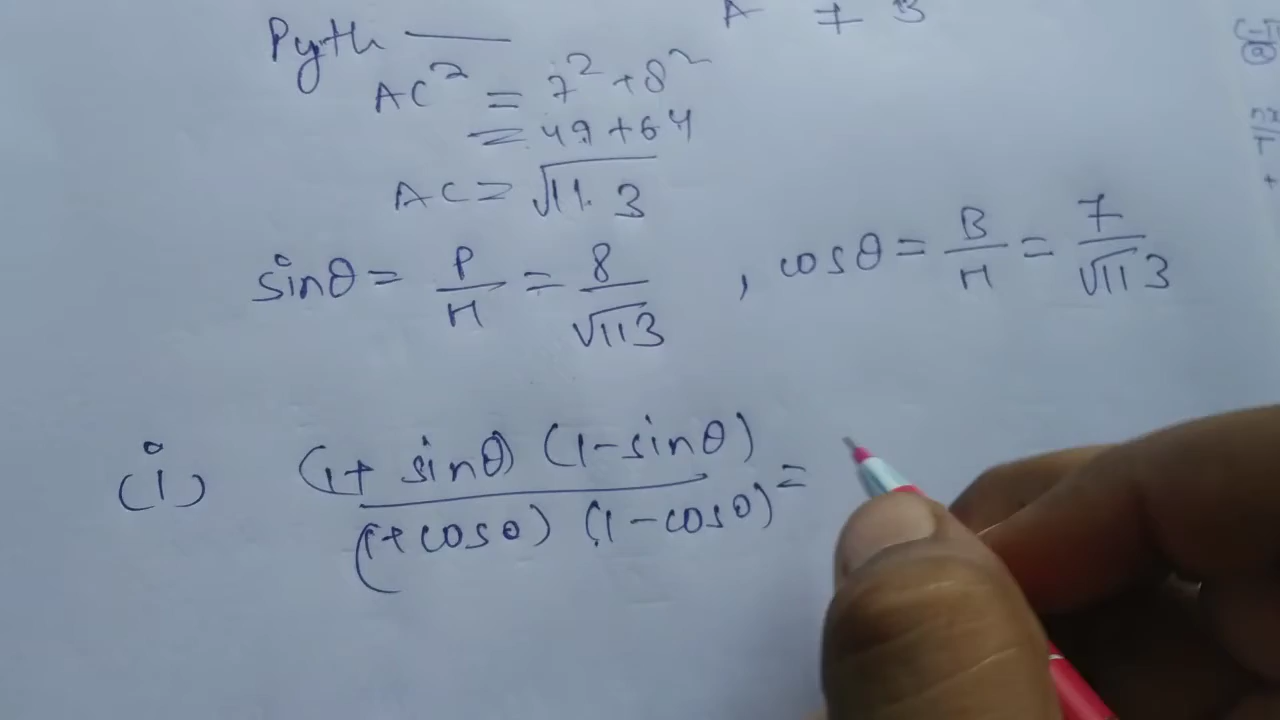 A 7 B
Pyth
AC² = 7² + 8²
= 49 + 64
AC = √113
sinθ = P/H = 8/√113 , cosθ = B/H = 7/√113
(i) (1+ sinθ) (1-sinθ) / (1+cosθ) (1-cosθ) =